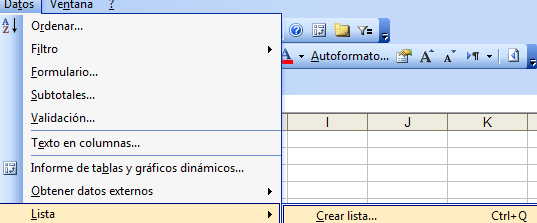 Datos Ventana ?
Ordenar...
Filtro
Formulario...
Autoformato...
Subtotales...
Validación...
I J K
Texto en columnas...
Informe de tablas y gráficos dinámicos...
Obtener datos externos
Lista
Crear lista... Ctrl+Q